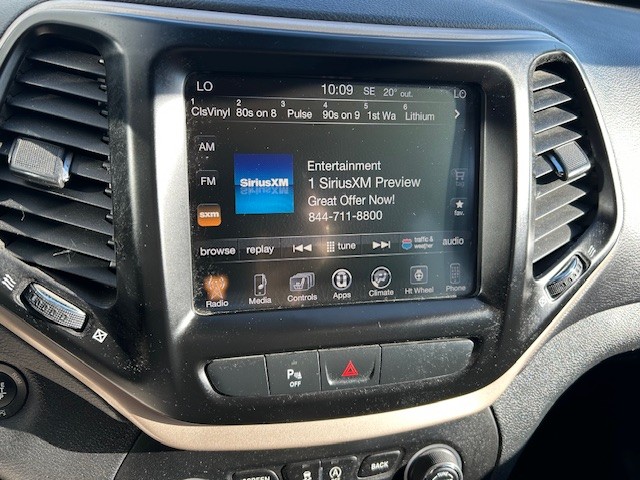 LO 10:09 SE 20° out. LO
1 2 3 4 5 6
ClsVinyl 80s on 8 Pulse 90s on 9 1st Wa Lithium
AM
FM
sxm
SiriusXM
Entertainment
1 SiriusXM Preview
Great Offer Now!
844-711-8800
tag
fav.
browse replay tune traffic & weather audio
Radio Media Controls Apps Climate Ht Wheel Phone
P OFF
SCREEN
BACK